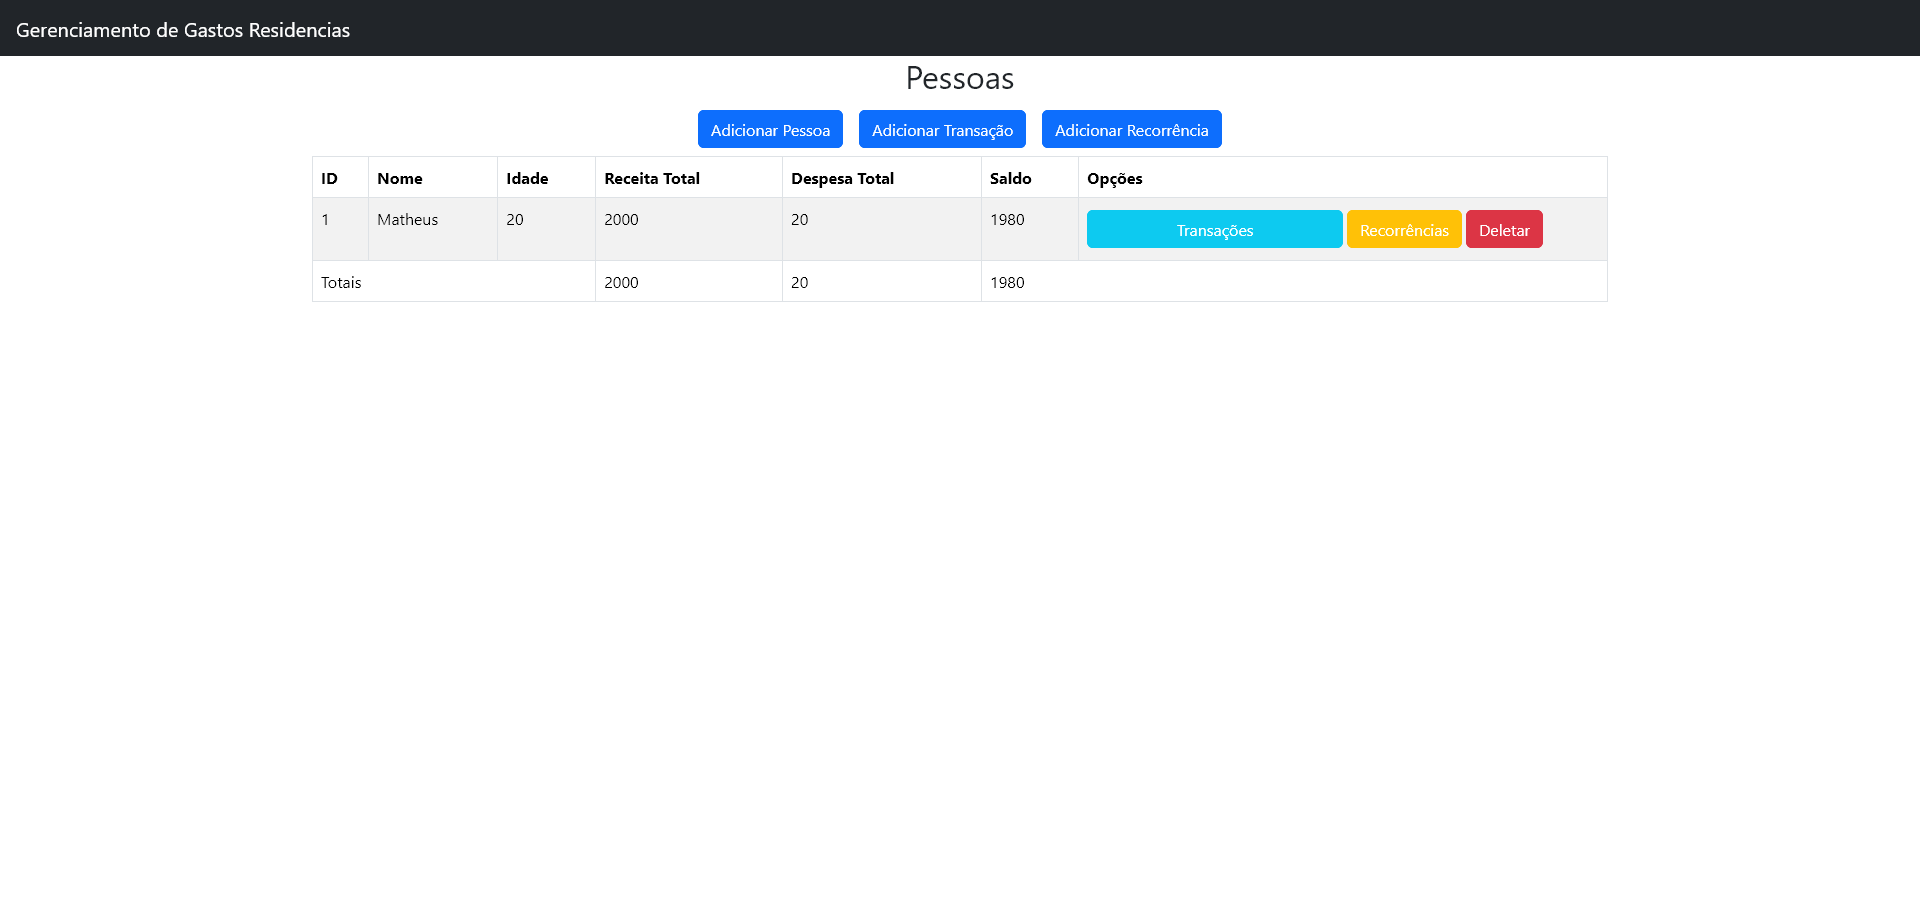 Gerenciamento de Gastos Residencias
Pessoas
Adicionar Pessoa Adicionar Transação Adicionar Recorrência
ID Nome Idade Receita Total Despesa Total Saldo Opções
1 Matheus 20 2000 20 1980 Transações Recorrências Deletar
Totais 2000 20 1980